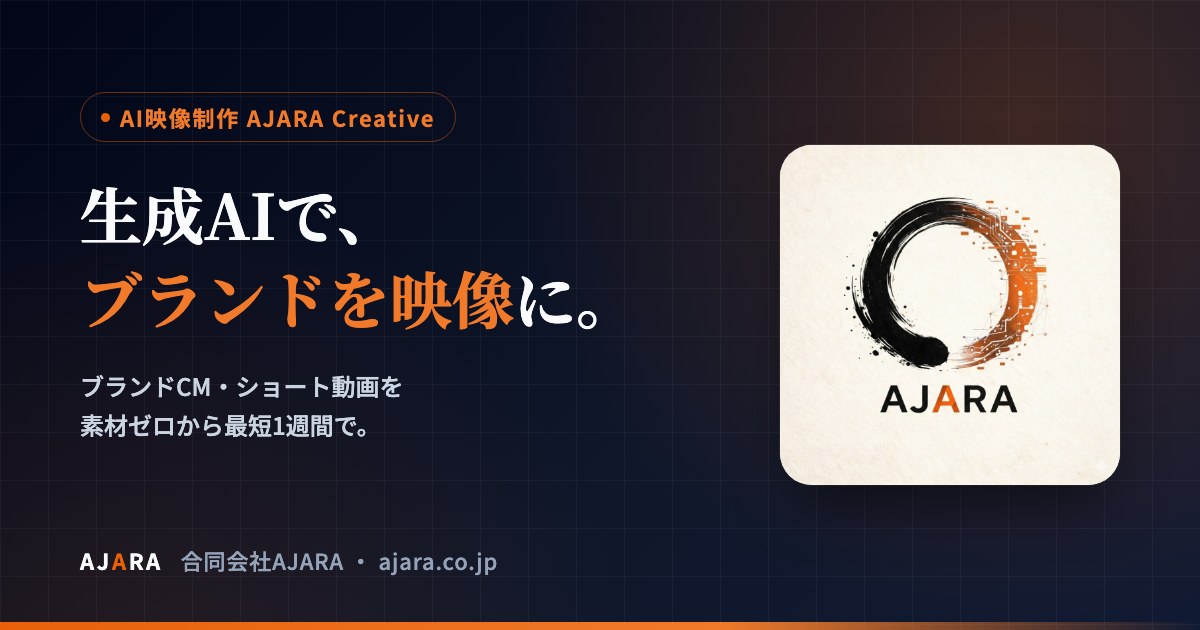 AI映像制作 AJARA Creative
生成AIで、
ブランドを映像に。
ブランドCM・ショート動画を
素材ゼロから最短1週間で。
AJARA
AJARA 合同会社AJARA ・ ajara.co.jp